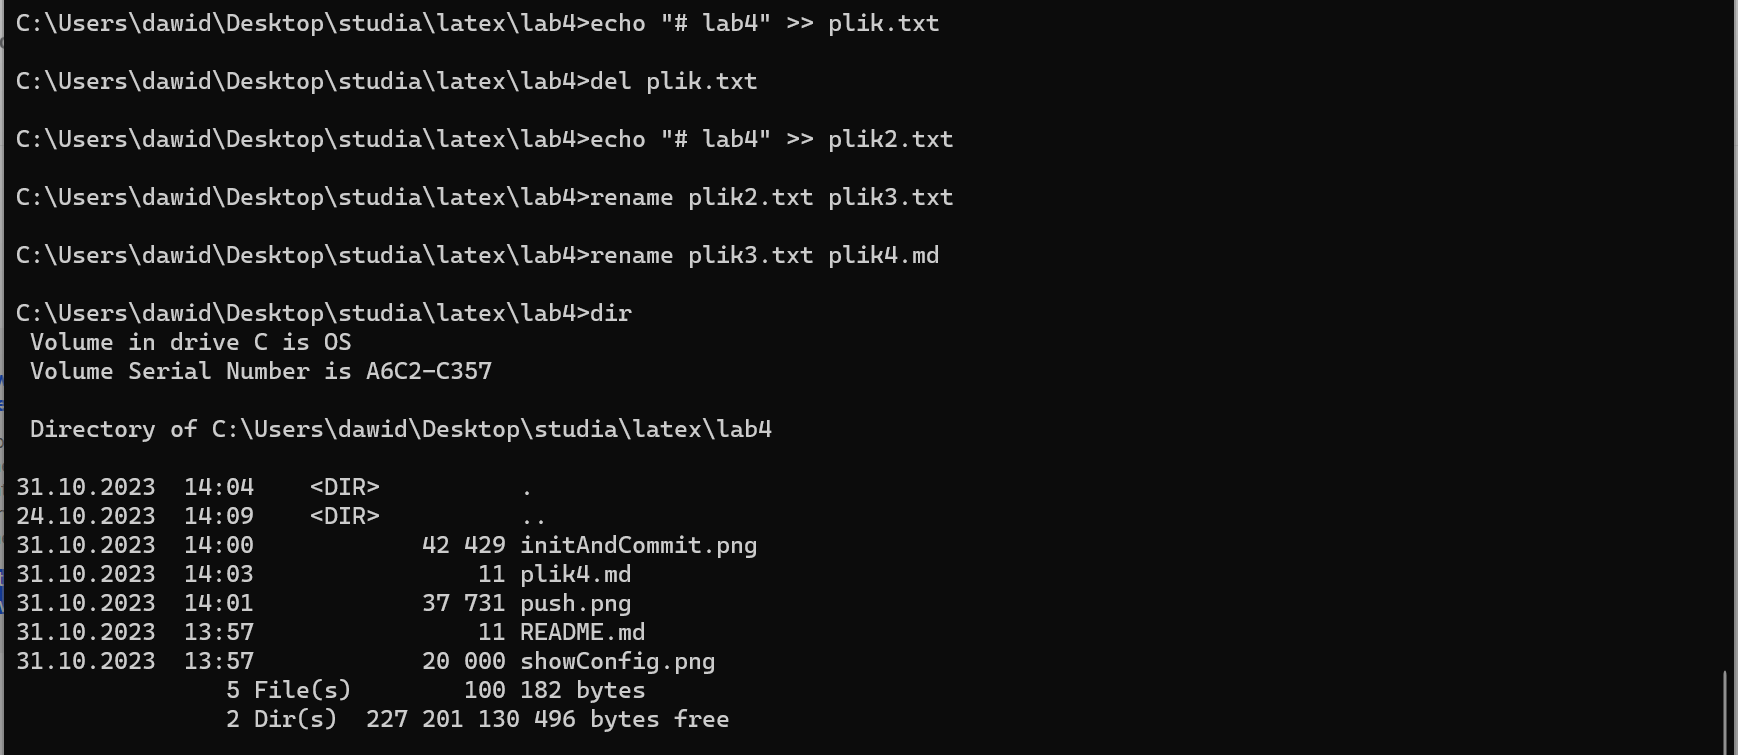 C:\Users\dawid\Desktop\studia\latex\lab4>echo "# lab4" >> plik.txt
C:\Users\dawid\Desktop\studia\latex\lab4>del plik.txt
C:\Users\dawid\Desktop\studia\latex\lab4>echo "# lab4" >> plik2.txt
C:\Users\dawid\Desktop\studia\latex\lab4>rename plik2.txt plik3.txt
C:\Users\dawid\Desktop\studia\latex\lab4>rename plik3.txt plik4.md
C:\Users\dawid\Desktop\studia\latex\lab4>dir
 Volume in drive C is OS
 Volume Serial Number is A6C2-C357
 Directory of C:\Users\dawid\Desktop\studia\latex\lab4
31.10.2023  14:04    <DIR>          .
24.10.2023  14:09    <DIR>          ..
31.10.2023  14:00            42 429 initAndCommit.png
31.10.2023  14:03                11 plik4.md
31.10.2023  14:01            37 731 push.png
31.10.2023  13:57                11 README.md
31.10.2023  13:57            20 000 showConfig.png
               5 File(s)        100 182 bytes
               2 Dir(s)  227 201 130 496 bytes free